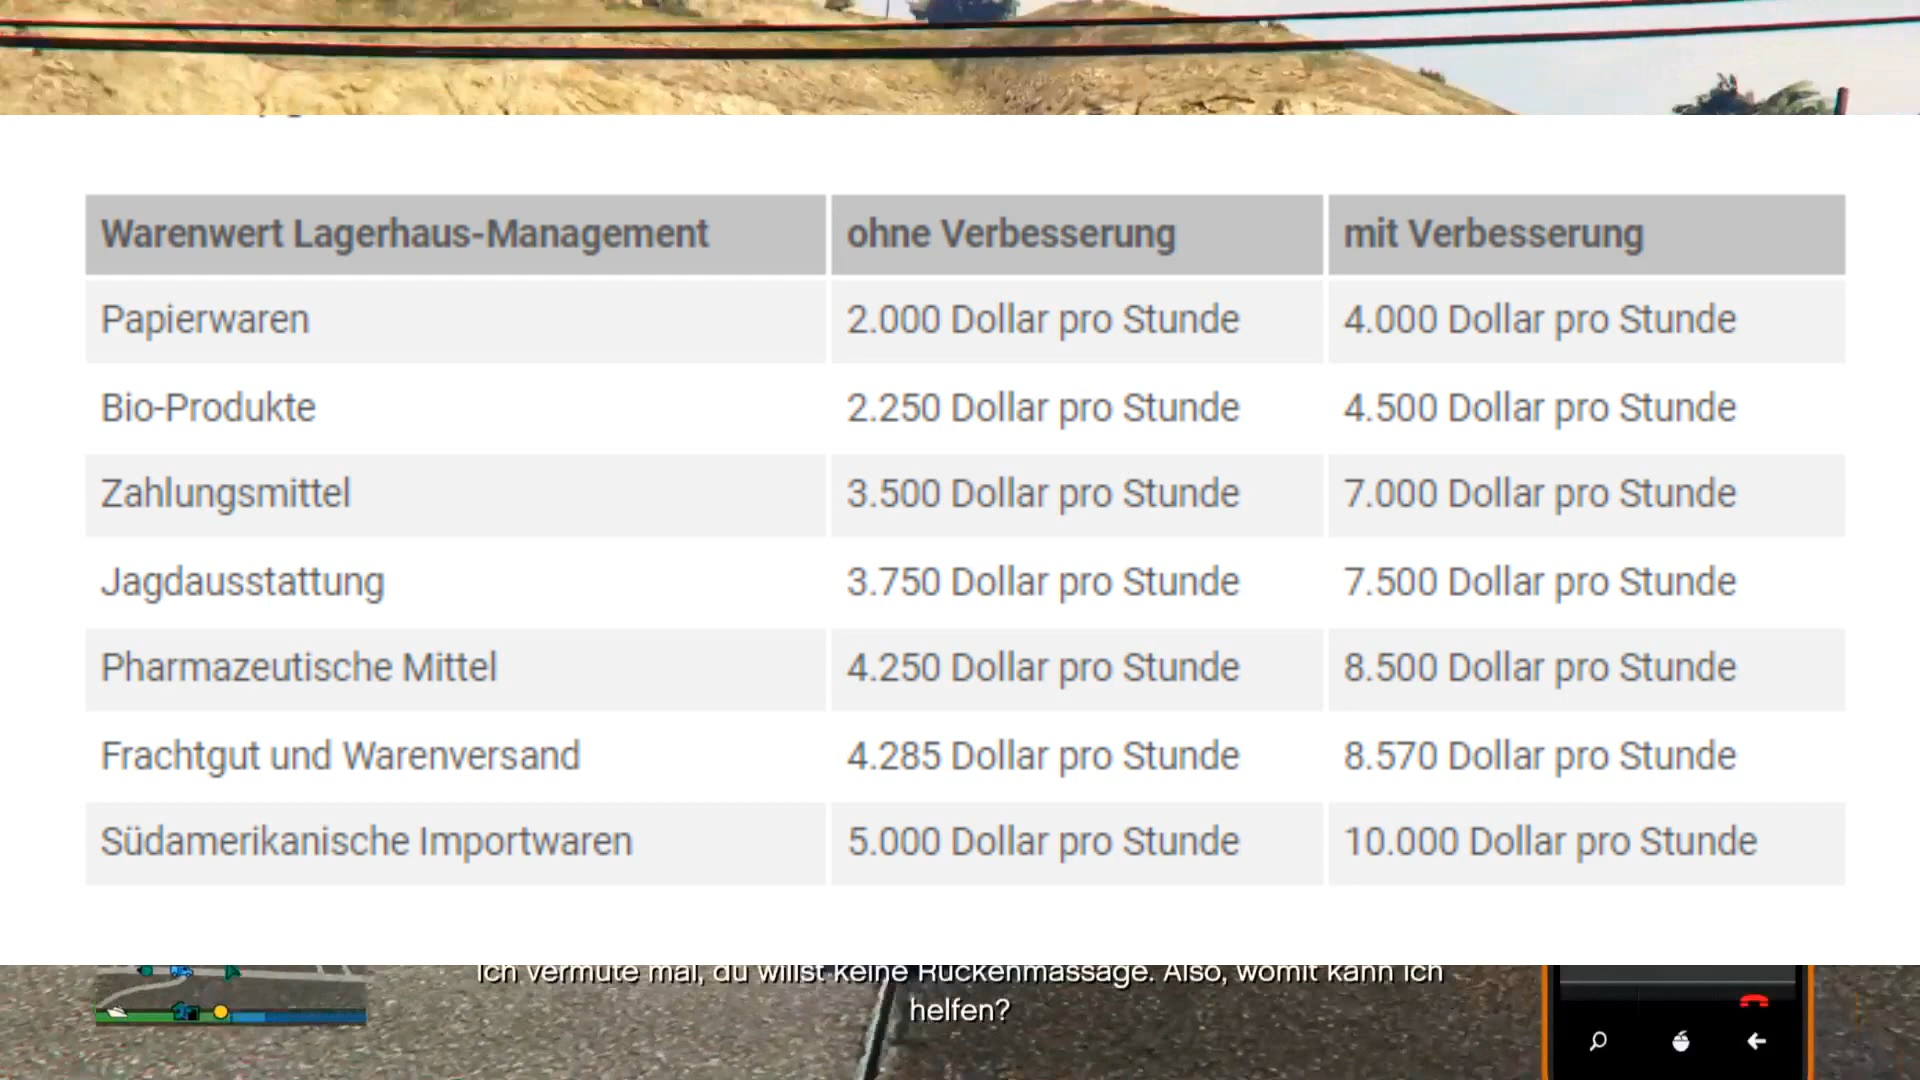 Warenwert Lagerhaus-Management ohne Verbesserung mit Verbesserung
Papierwaren 2.000 Dollar pro Stunde 4.000 Dollar pro Stunde
Bio-Produkte 2.250 Dollar pro Stunde 4.500 Dollar pro Stunde
Zahlungsmittel 3.500 Dollar pro Stunde 7.000 Dollar pro Stunde
Jagdausstattung 3.750 Dollar pro Stunde 7.500 Dollar pro Stunde
Pharmazeutische Mittel 4.250 Dollar pro Stunde 8.500 Dollar pro Stunde
Frachtgut und Warenversand 4.285 Dollar pro Stunde 8.570 Dollar pro Stunde
Südamerikanische Importwaren 5.000 Dollar pro Stunde 10.000 Dollar pro Stunde
Ich vermute mal, du willst keine Rückenmassage. Also, womit kann ich
helfen?